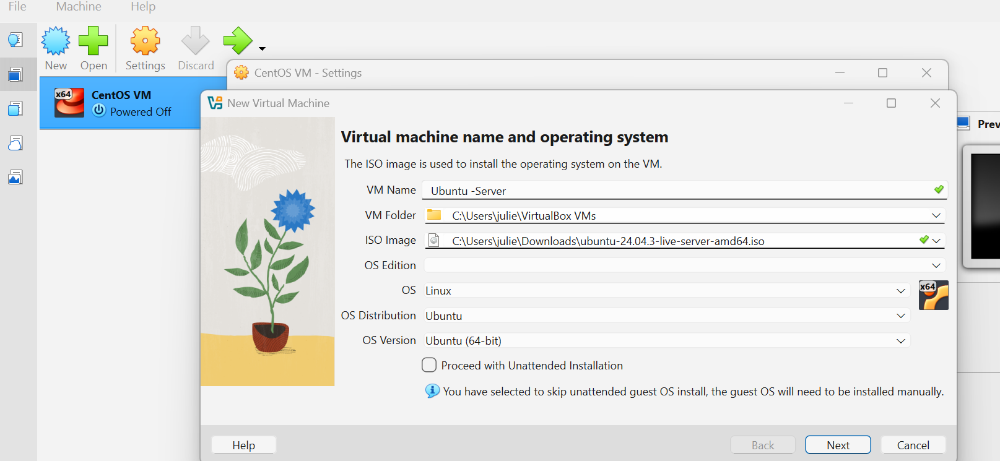 File Machine Help
New Open Settings Discard
CentOS VM - Settings
x64 CentOS VM
Powered Off
New Virtual Machine
Prev
Virtual machine name and operating system
The ISO image is used to install the operating system on the VM.
VM Name Ubuntu -Server
VM Folder C:\Users\julie\VirtualBox VMs
ISO Image C:\Users\julie\Downloads\ubuntu-24.04.3-live-server-amd64.iso
OS Edition
OS Linux x64
OS Distribution Ubuntu
OS Version Ubuntu (64-bit)
Proceed with Unattended Installation
You have selected to skip unattended guest OS install, the guest OS will need to be installed manually.
Help Back Next Cancel